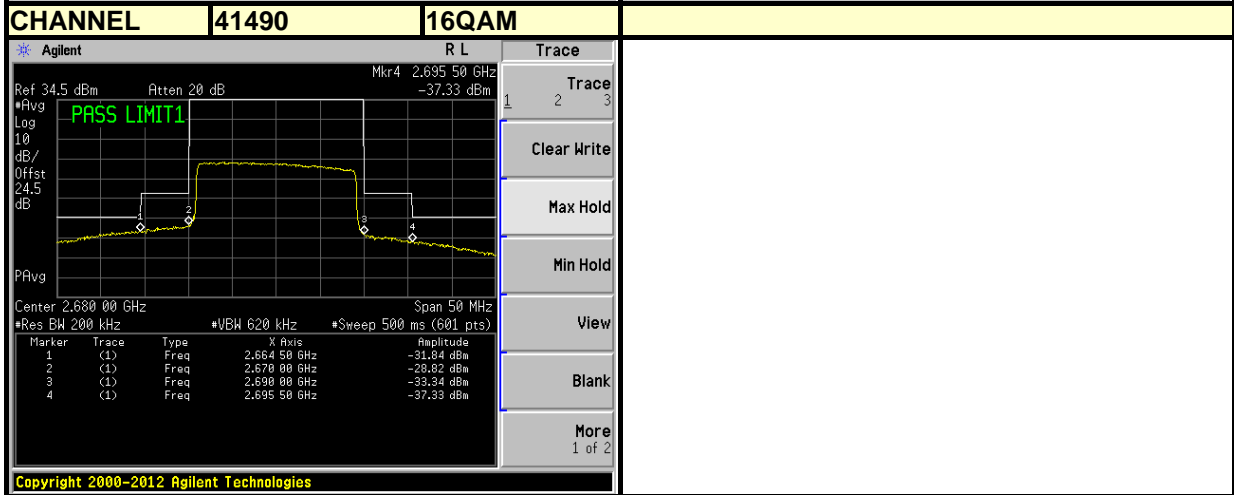 CHANNEL 41490 16QAM
Agilent R L Trace
Mkr4 2.695 50 GHz
Ref 34.5 dBm Atten 20 dB -37.33 dBm
#Avg
Log
10
dB/
Offst
24.5
dB
PAvg
PASS LIMIT1
1
2
3
4
Center 2.680 00 GHz Span 50 MHz
#Res BW 200 kHz #VBW 620 kHz #Sweep 500 ms (601 pts)
Marker Trace Type X Axis Amplitude
1 (1) Freq 2.664 50 GHz -31.84 dBm
2 (1) Freq 2.670 00 GHz -28.82 dBm
3 (1) Freq 2.690 00 GHz -33.34 dBm
4 (1) Freq 2.695 50 GHz -37.33 dBm
Trace
1 2 3
Clear Write
Max Hold
Min Hold
View
Blank
More
1 of 2
Copyright 2000-2012 Agilent Technologies